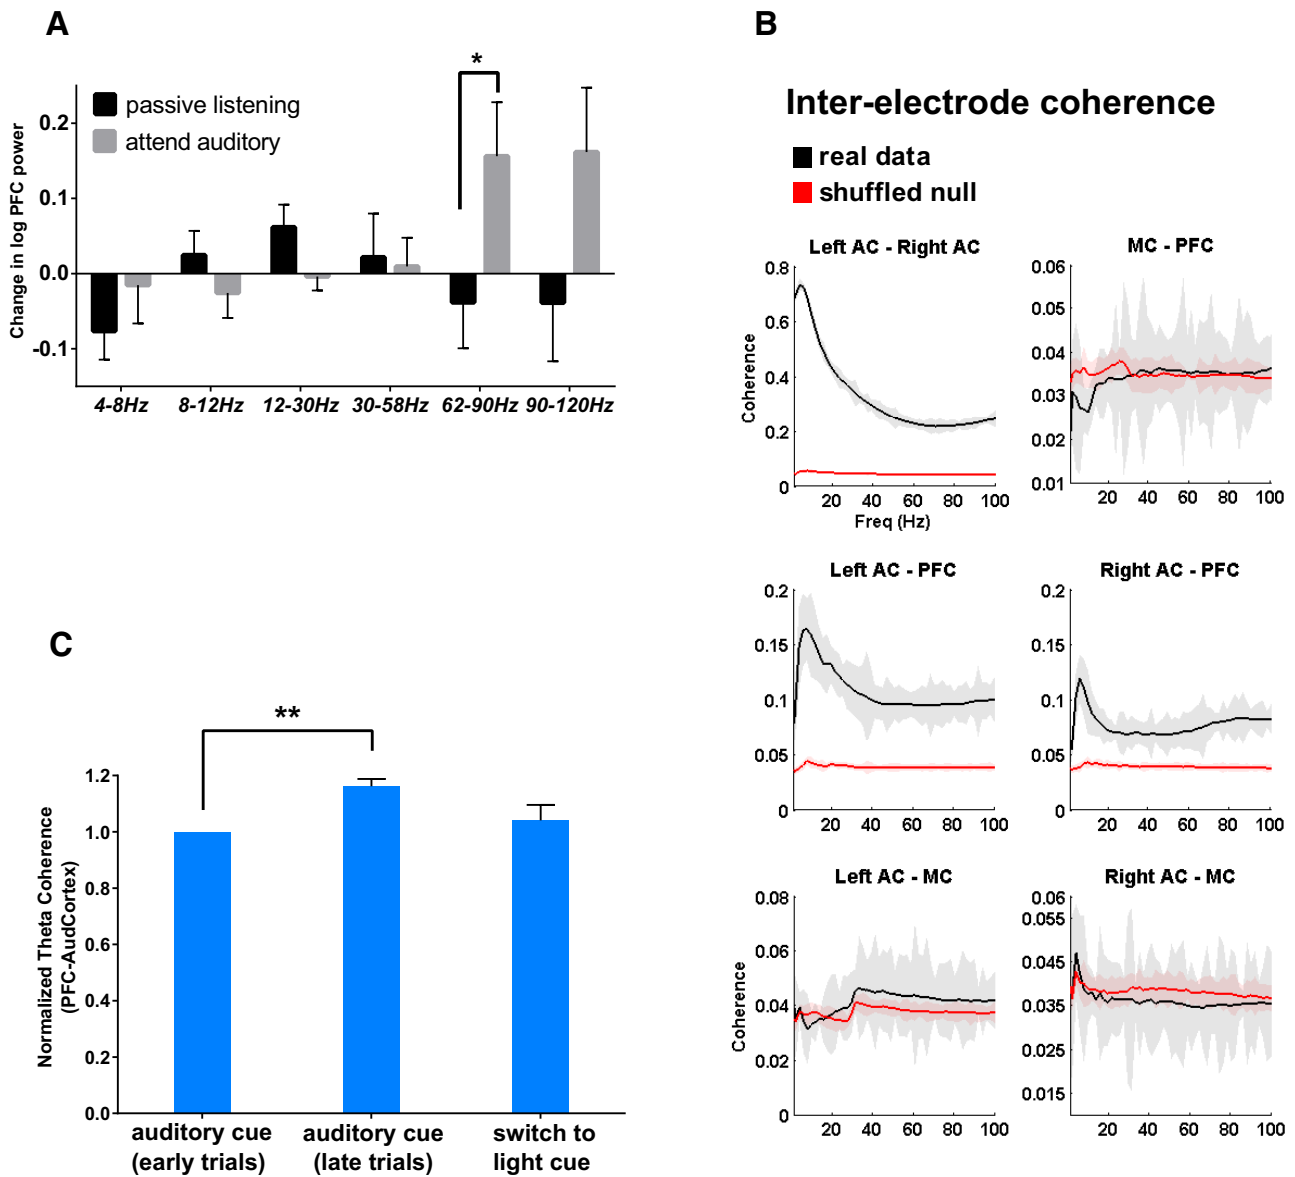 A
*
passive listening
attend auditory
Change in log PFC power
0.2
0.1
0.0
-0.1
4-8Hz 8-12Hz 12-30Hz 30-58Hz 62-90Hz 90-120Hz
B
Inter-electrode coherence
real data
shuffled null
Left AC - Right AC
Coherence
0.8
0.6
0.4
0.2
0
20 40 60 80 100
Freq (Hz)
MC - PFC
0.06
0.05
0.04
0.03
0.02
0.01
20 40 60 80 100
Left AC - PFC
0.2
0.15
0.1
0.05
0
20 40 60 80 100
Right AC - PFC
0.2
0.15
0.1
0.05
0
20 40 60 80 100
Left AC - MC
Coherence
0.08
0.06
0.04
0.02
0
20 40 60 80 100
Right AC - MC
0.06
0.055
0.045
0.035
0.025
0.015
20 40 60 80 100
C
**
Normalized Theta Coherence
(PFC-AudCortex)
1.2
1.0
0.8
0.6
0.4
0.2
0.0
auditory cue
(early trials)
auditory cue
(late trials)
switch to
light cue